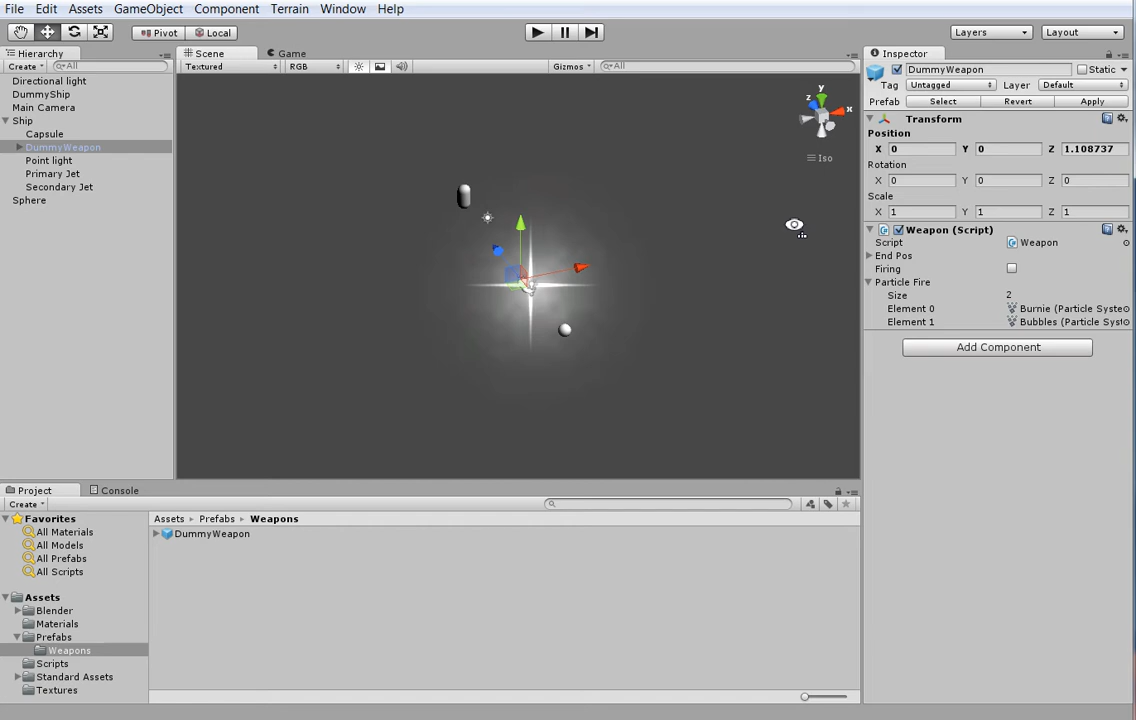 File Edit Assets GameObject Component Terrain Window Help
Pivot Local Layers Layout
Hierarchy
Create All
Directional light
DummyShip
Main Camera
Ship
Capsule
DummyWeapon
Point light
Primary Jet
Secondary Jet
Sphere
Scene Game
Textured RGB Gizmos All
y
z x
Iso
Inspector
DummyWeapon Static
Tag Untagged Layer Default
Prefab Select Revert Apply
Transform
Position
X 0 Y 0 Z 1.108737
Rotation
X 0 Y 0 Z 0
Scale
X 1 Y 1 Z 1
Weapon (Script)
Script Weapon
End Pos
Firing
Particle Fire
Size 2
Element 0 Burnie (Particle Syste
Element 1 Bubbles (Particle Syst
Add Component
Project Console
Create
Favorites
All Materials
All Models
All Prefabs
All Scripts
Assets
Blender
Materials
Prefabs
Weapons
Scripts
Standard Assets
Textures
Assets Prefabs Weapons
DummyWeapon